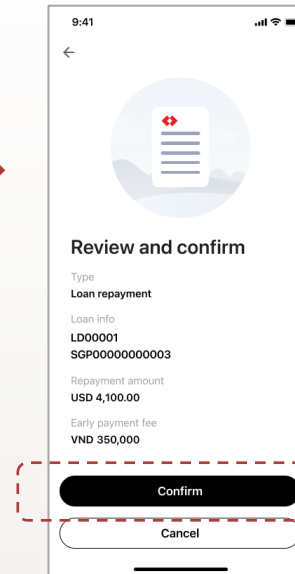 9:41
Review and confirm
Type
Loan repayment
Loan info
LD00001
SGP00000000003
Repayment amount
USD 4,100.00
Early payment fee
VND 350,000
Confirm
Cancel